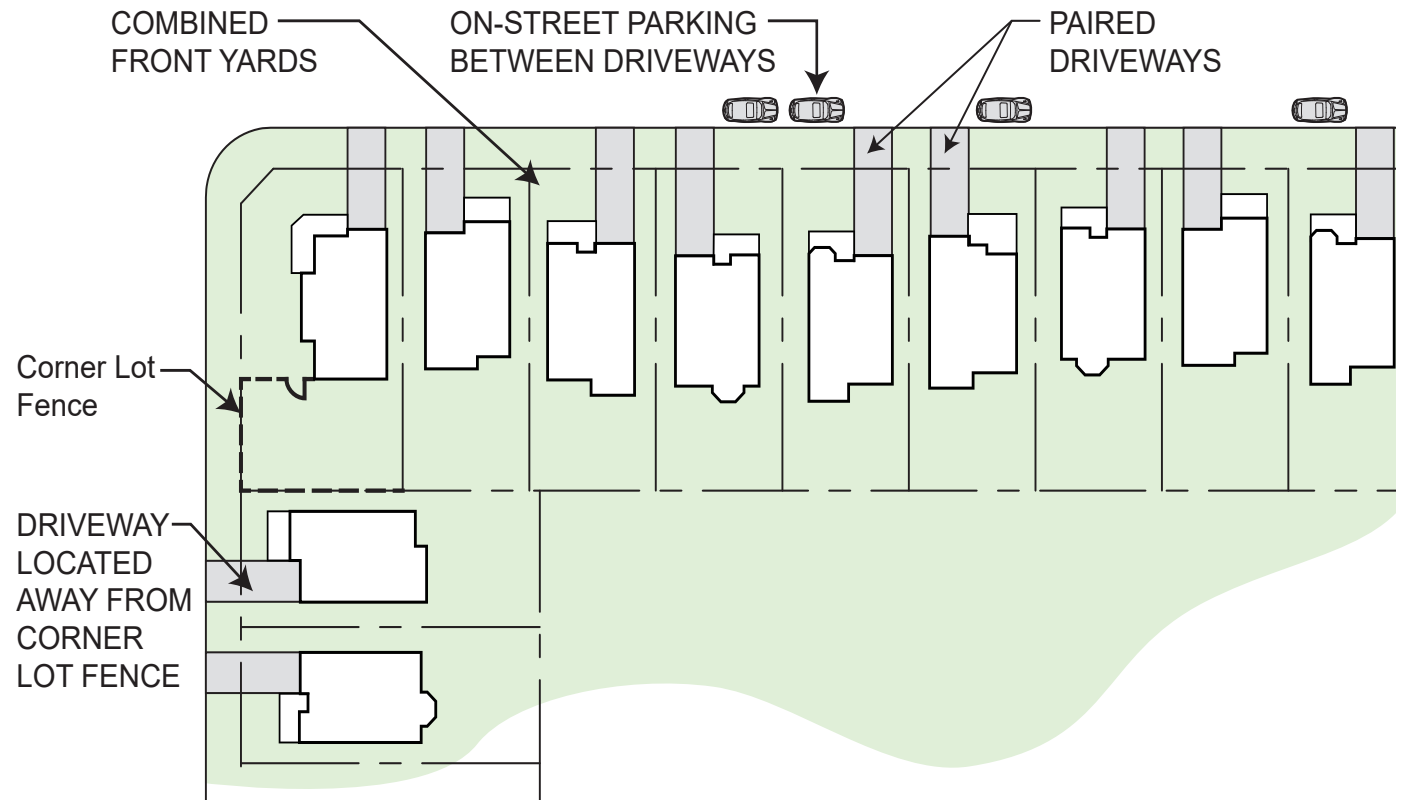 COMBINED
FRONT YARDS
ON-STREET PARKING
BETWEEN DRIVEWAYS
PAIRED
DRIVEWAYS
Corner Lot
Fence
DRIVEWAY
LOCATED
AWAY FROM
CORNER
LOT FENCE